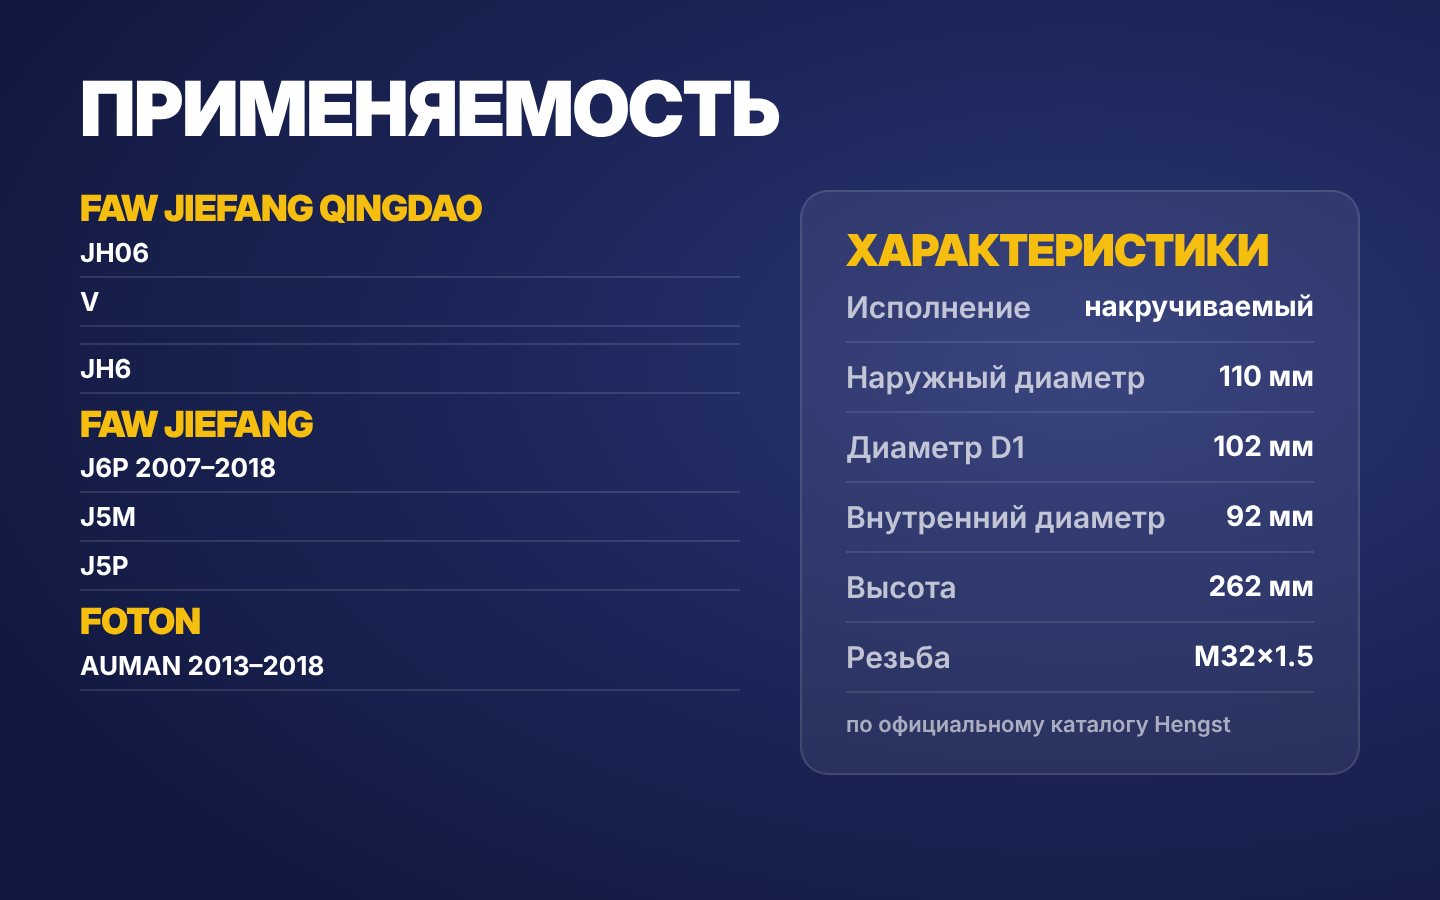 ПРИМЕНЯЕМОСТЬ
FAW JIEFANG QINGDAO
JH06
V
JH6
FAW JIEFANG
J6P 2007–2018
J5M
J5P
FOTON
AUMAN 2013–2018
ХАРАКТЕРИСТИКИ
Исполнение накручиваемый
Наружный диаметр 110 мм
Диаметр D1 102 мм
Внутренний диаметр 92 мм
Высота 262 мм
Резьба M32×1.5
по официальному каталогу Hengst